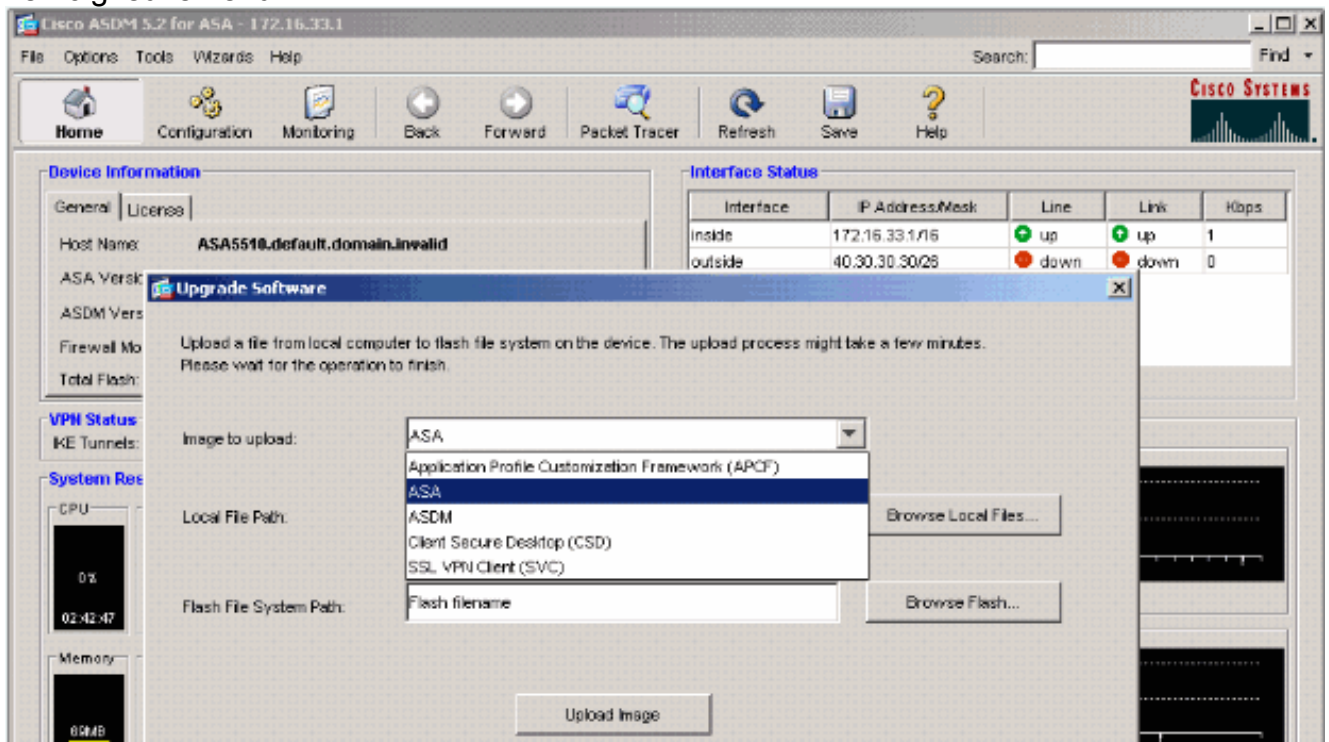 Cisco ASDM 5.2 for ASA - 172.16.33.1
File Options Tools Wizards Help
Search:
Find
Home
Configuration
Monitoring
Back
Forward
Packet Tracer
Refresh
Save
Help
CISCO SYSTEMS
Device Information
General
License
Host Name: ASA5510.default.domain.invalid
ASA Versic
ASDM Vers
Firewall Mo
Total Flash:
Interface Status
Interface IP Address/Mask Line Link Kbps
inside 172.16.33.1/16 up up 1
outside 40.30.30.30/28 down down 0
VPN Status
IKE Tunnels:
System Res
CPU
0%
02:42:47
Memory
69MB
Upgrade Software
Upload a file from local computer to flash file system on the device. The upload process might take a few minutes.
Please wait for the operation to finish.
Image to upload:
ASA
Application Profile Customization Framework (APCF)
ASA
ASDM
Client Secure Desktop (CSD)
SSL VPN Client (SVC)
Local File Path:
Browse Local Files...
Flash File System Path:
Flash filename
Browse Flash...
Upload Image